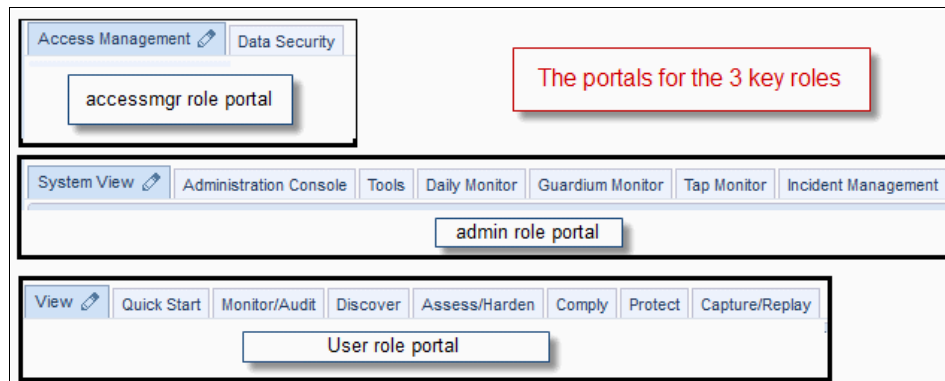 Access Management Data Security
accessmgr role portal
The portals for the 3 key roles
System View Administration Console Tools Daily Monitor Guardium Monitor Tap Monitor Incident Management
admin role portal
View Quick Start Monitor/Audit Discover Assess/Harden Comply Protect Capture/Replay
User role portal